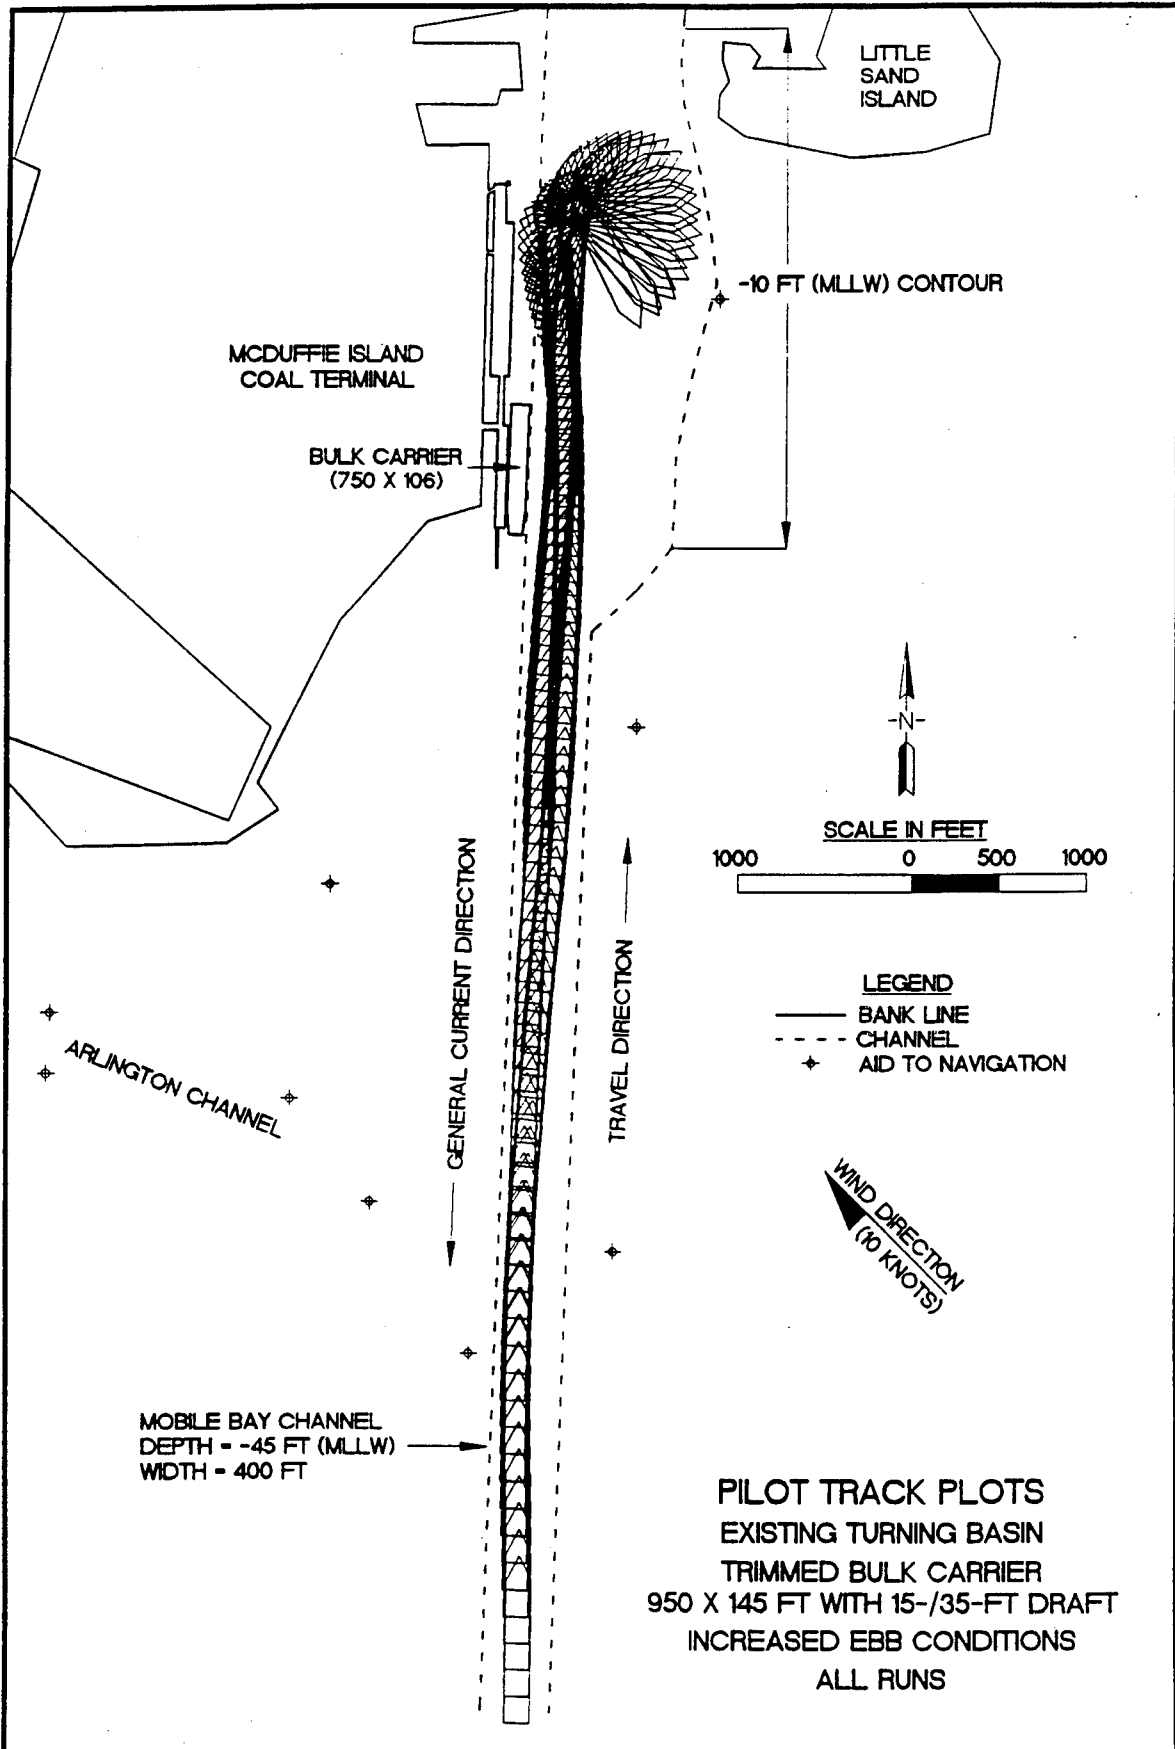 LITTLE
SAND
ISLAND
-10 FT (MLLW) CONTOUR
MCDUFFIE ISLAND
COAL TERMINAL
BULK CARRIER
(750 X 106)
-N-
SCALE IN FEET
1000 0 500 1000
GENERAL CURRENT DIRECTION
TRAVEL DIRECTION
LEGEND
BANK LINE
CHANNEL
AID TO NAVIGATION
ARLINGTON CHANNEL
WIND DIRECTION
(10 KNOTS)
MOBILE BAY CHANNEL
DEPTH = -45 FT (MLLW)
WIDTH = 400 FT
PILOT TRACK PLOTS
EXISTING TURNING BASIN
TRIMMED BULK CARRIER
950 X 145 FT WITH 15-/35-FT DRAFT
INCREASED EBB CONDITIONS
ALL RUNS